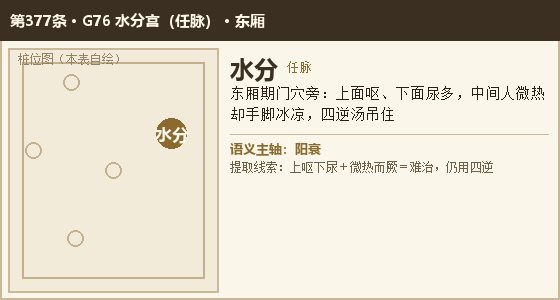 第377条·G76 水分宫（任脉）·东厢
桩位图（本表自绘）
水分
水分 任脉
东厢期门穴旁：上面呕、下面尿多，中间人微热
却手脚冰凉，四逆汤吊住
语义主轴：阳衰
提取线索：上呕下尿＋微热而厥＝难治，仍用四逆